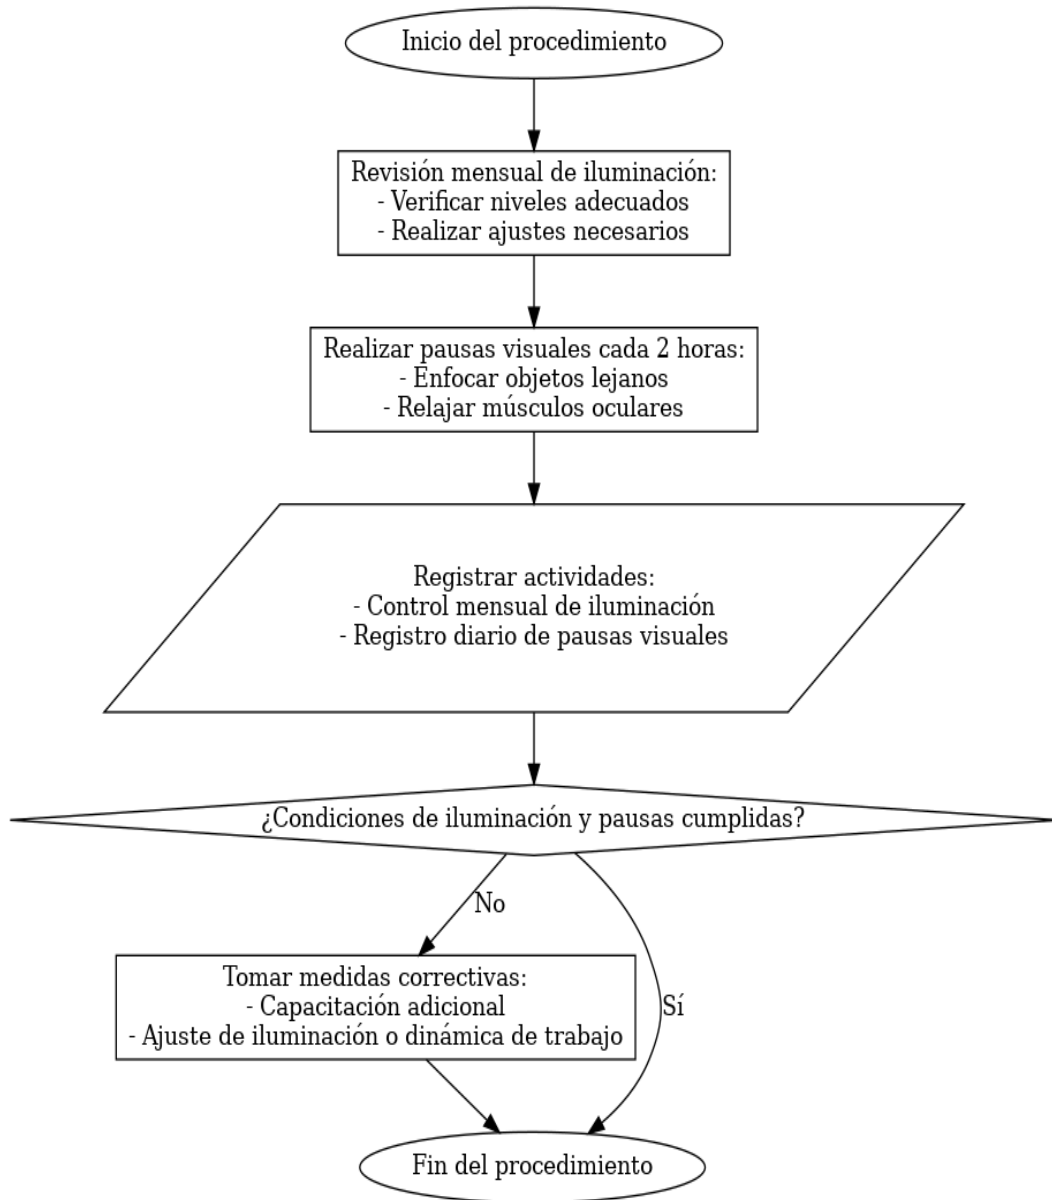 Inicio del procedimiento
Revisión mensual de iluminación:
- Verificar niveles adecuados
- Realizar ajustes necesarios
Realizar pausas visuales cada 2 horas:
- Enfocar objetos lejanos
- Relajar músculos oculares
Registrar actividades:
- Control mensual de iluminación
- Registro diario de pausas visuales
¿Condiciones de iluminación y pausas cumplidas?
No
Tomar medidas correctivas:
- Capacitación adicional
- Ajuste de iluminación o dinámica de trabajo
Sí
Fin del procedimiento